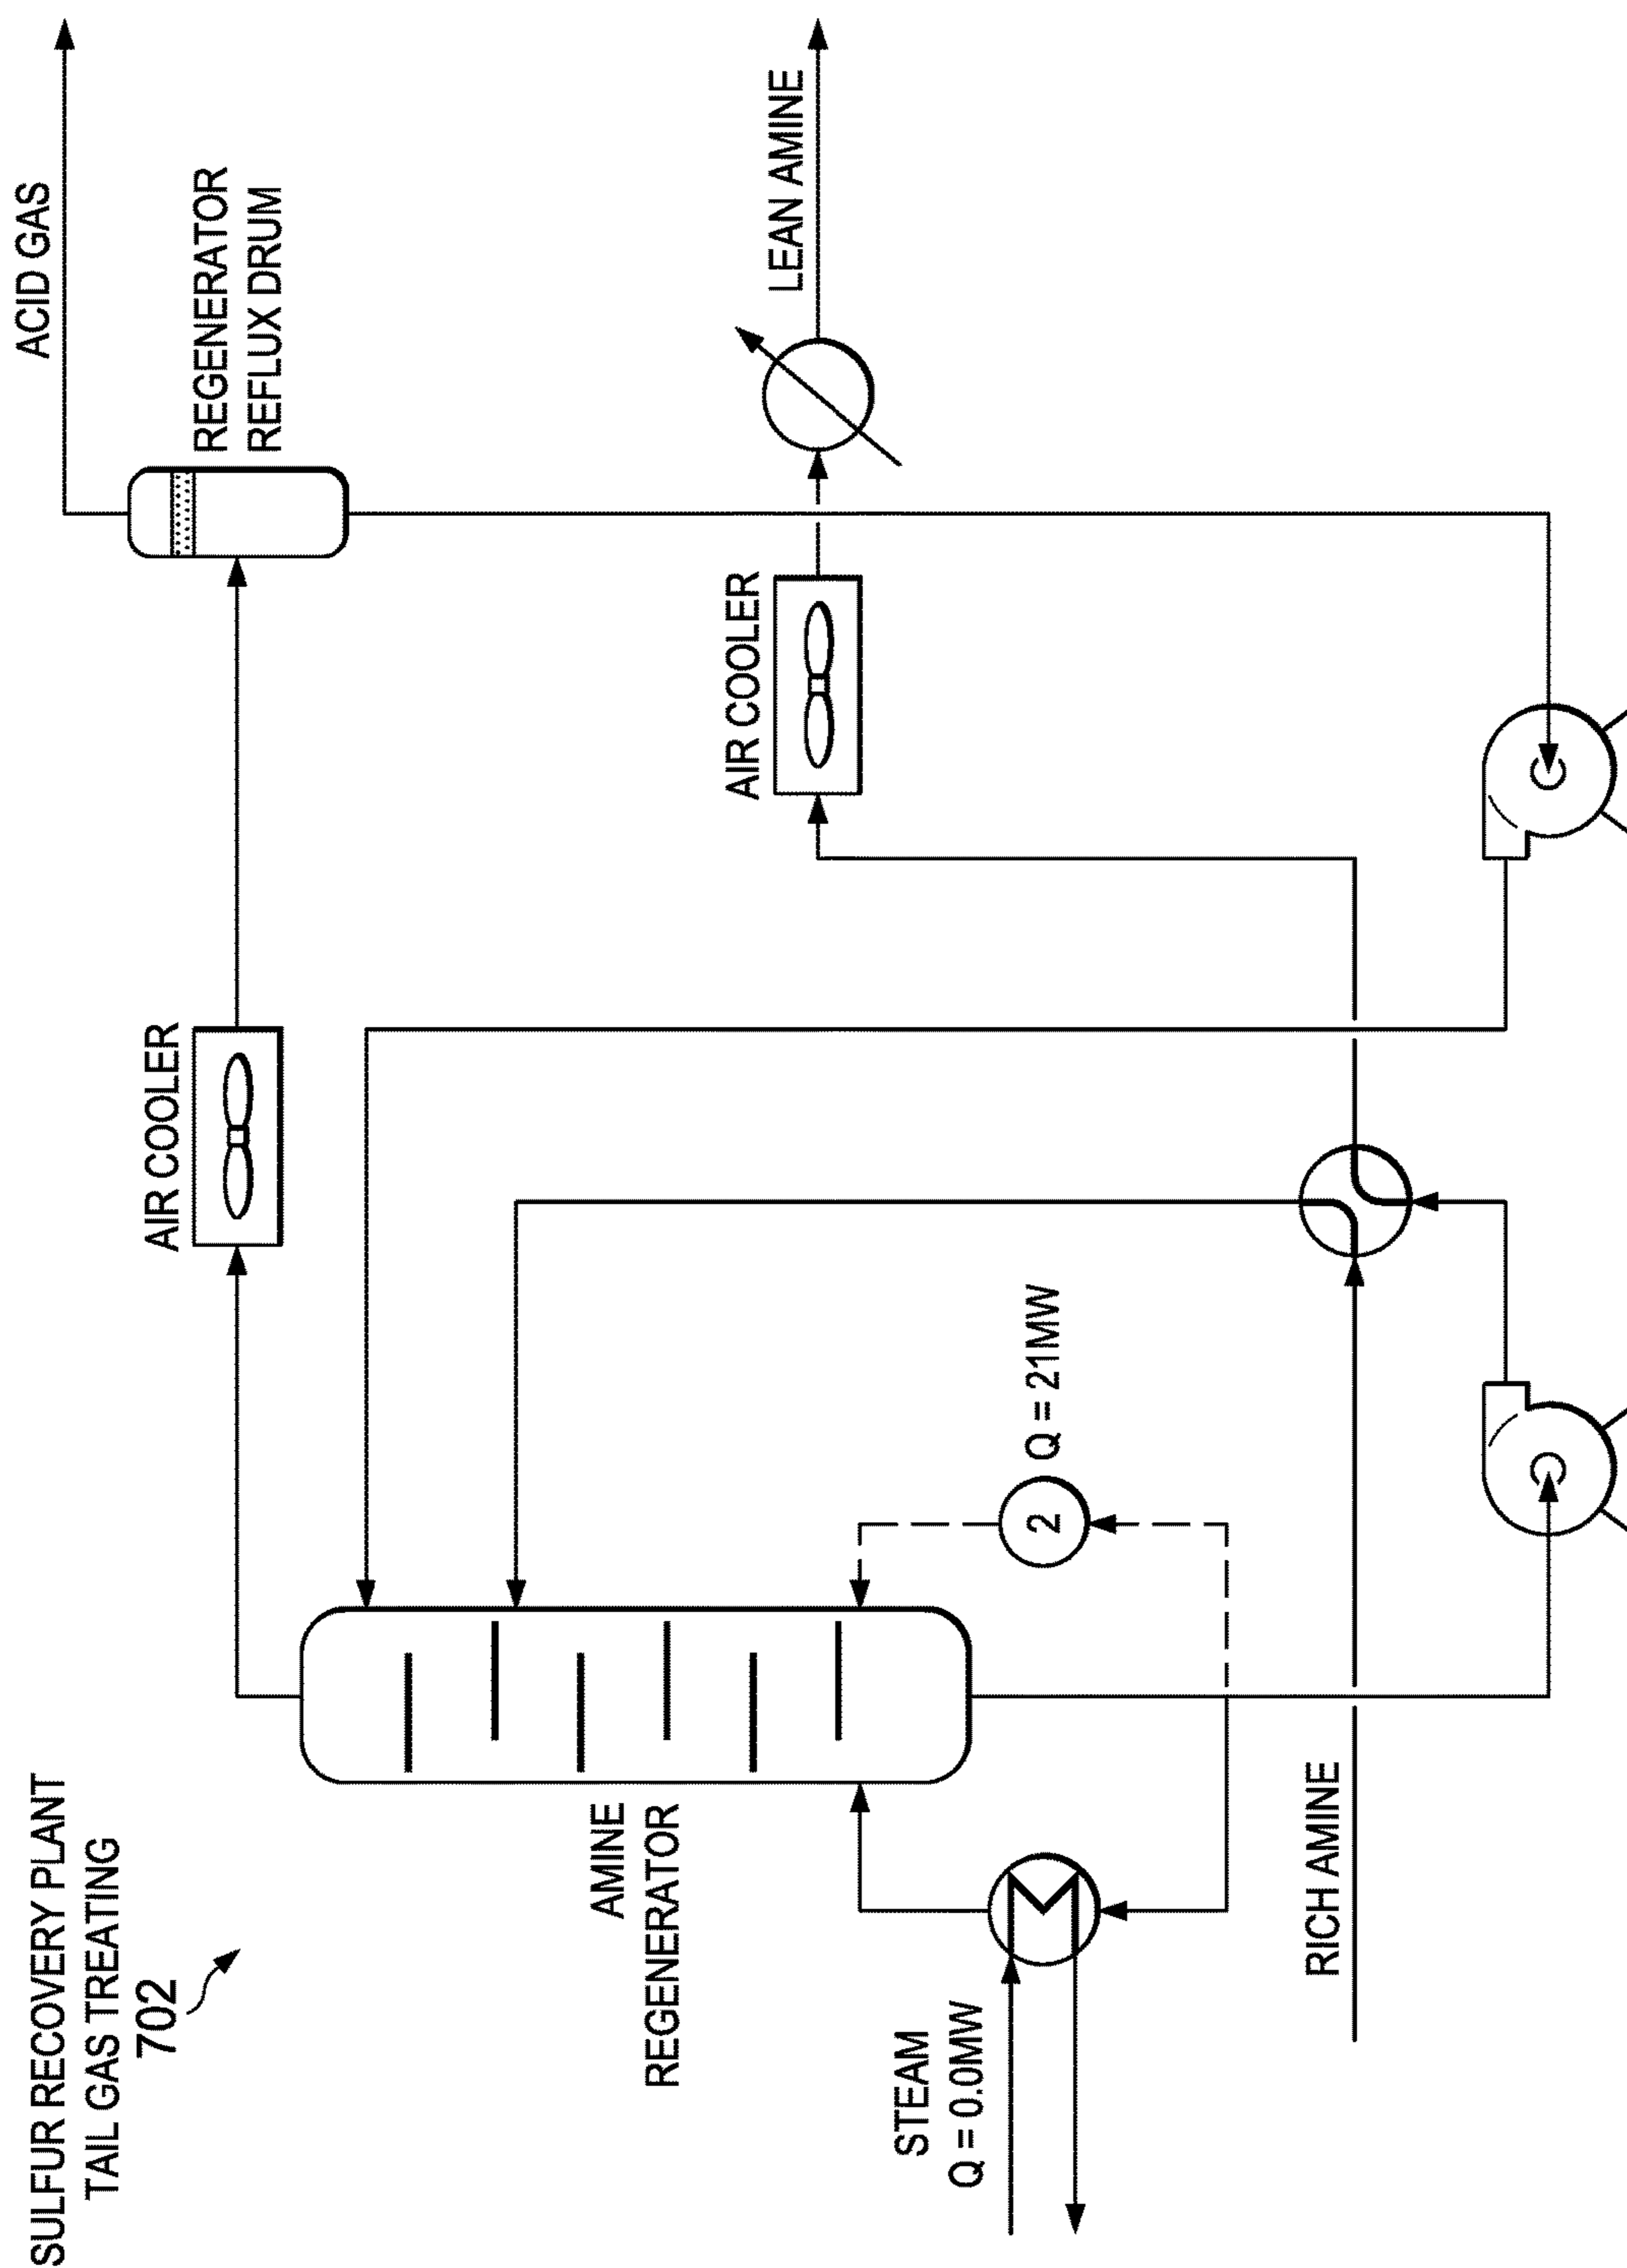 SULFUR RECOVERY PLANT
TAIL GAS TREATING
702
AIR COOLER
ACID GAS
REGENERATOR
REFLUX DRUM
AMINE
REGENERATOR
AIR COOLER
LEAN AMINE
STEAM
Q = 0.0MW
2
Q = 21MW
RICH AMINE